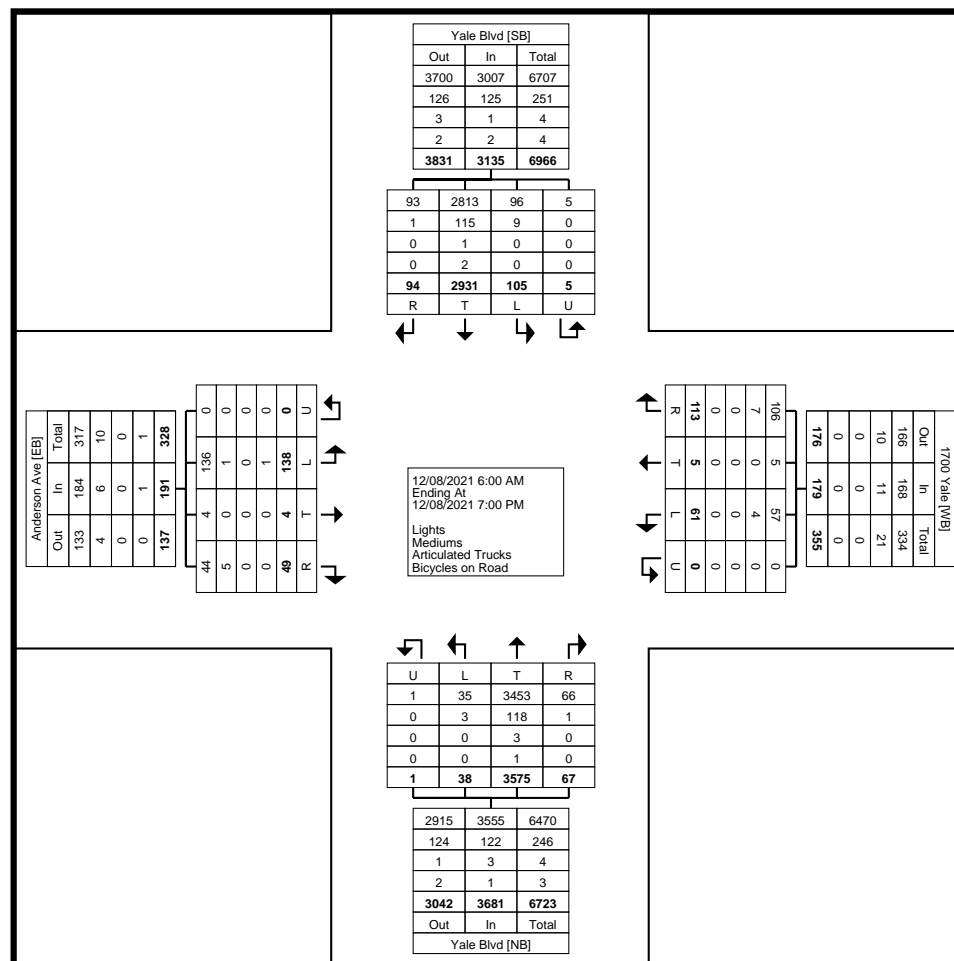 Yale Blvd [SB]
Out In Total
3700 3007 6707
126 125 251
3 1 4
2 2 4
3831 3135 6966
93 2813 96 5
1 115 9 0
0 1 0 0
0 2 0 0
94 2931 105 5
R T L U
Anderson Ave [EB]
Total 317 10 0 1 328
In 184 6 0 1 191
Out 133 4 0 0 137
0 0 0 0 0 U
136 1 0 1 138 L
4 0 0 0 4 T
44 5 0 0 49 R
12/08/2021 6:00 AM
Ending At
12/08/2021 7:00 PM
Lights
Mediums
Articulated Trucks
Bicycles on Road
R 113 0 0 7 106
T 5 0 0 0 5
L 61 0 0 4 57
U 0 0 0 0 0
176 0 0 10 166 Out
179 0 0 11 168 In
355 0 0 21 334 Total
1700 Yale [WB]
U L T R
1 35 3453 66
0 3 118 1
0 0 3 0
0 0 1 0
1 38 3575 67
2915 3555 6470
124 122 246
1 3 4
2 1 3
3042 3681 6723
Out In Total
Yale Blvd [NB]